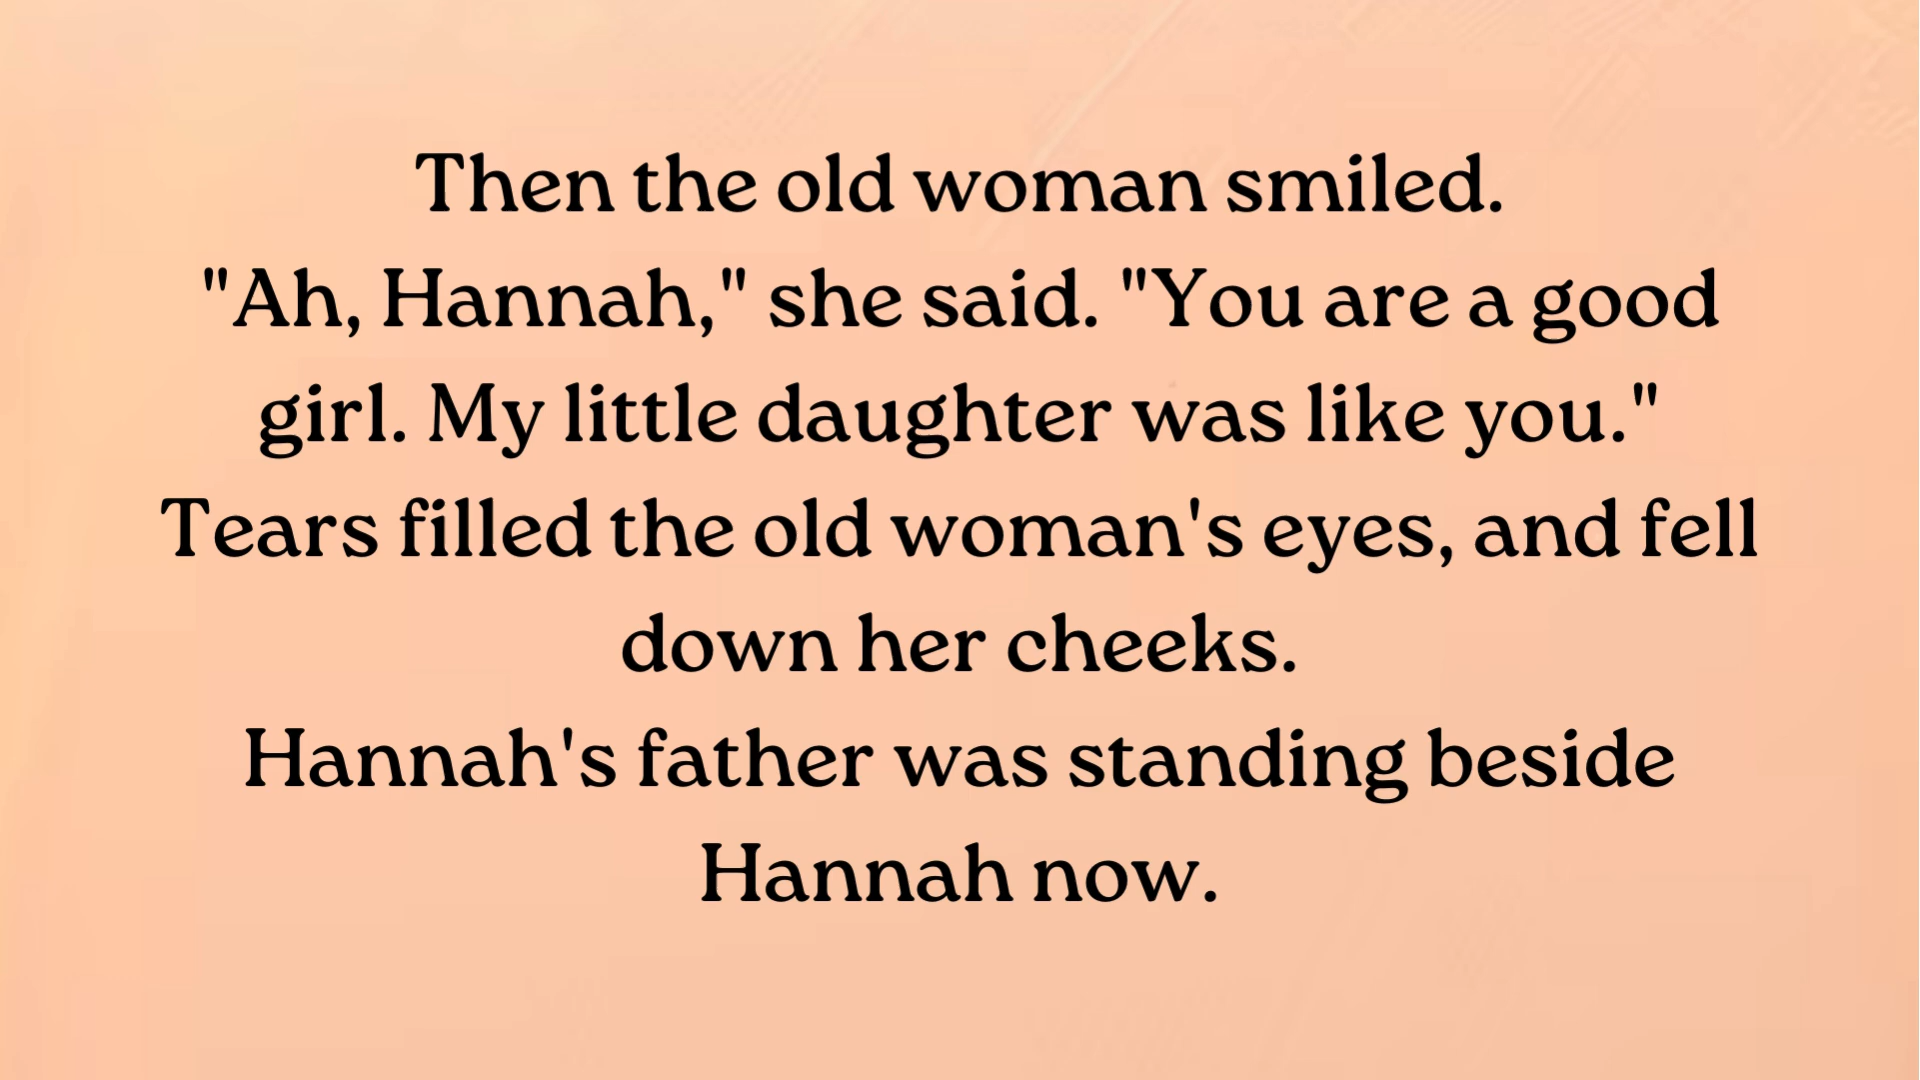 Then the old woman smiled.
"Ah, Hannah," she said. "You are a good
girl. My little daughter was like you."
Tears filled the old woman's eyes, and fell
down her cheeks.
Hannah's father was standing beside
Hannah now.